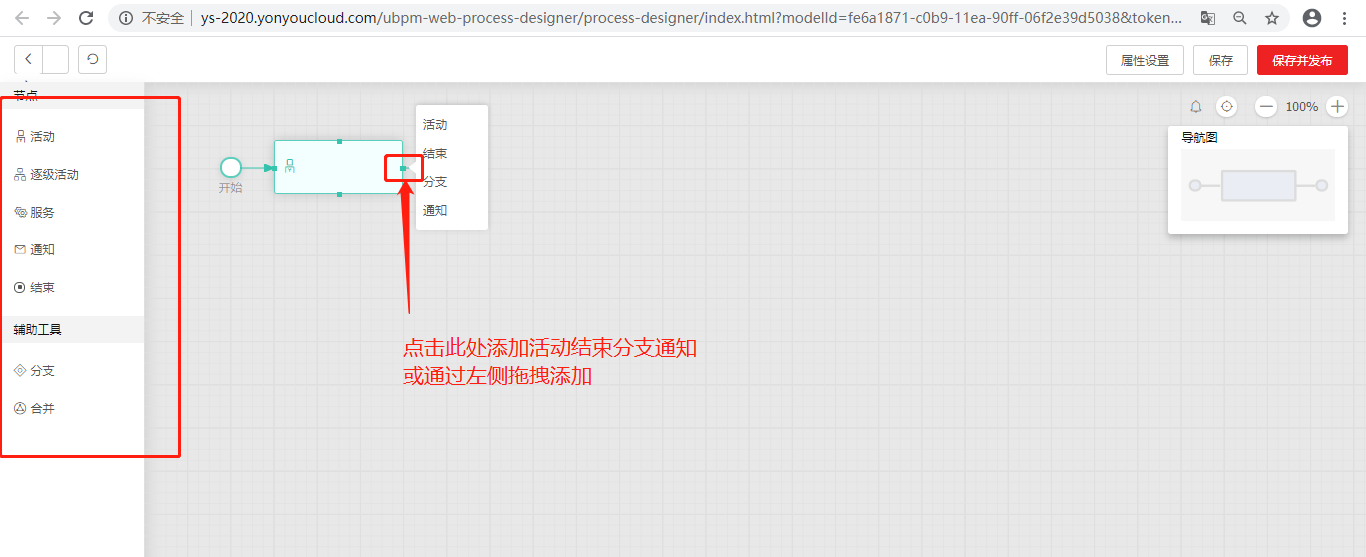 不安全 ys-2020.yonyoucloud.com/ubpm-web-process-designer/process-designer/index.html?modelId=fe6a1871-c0b9-11ea-90ff-06f2e39d5038&token...
属性设置 保存 保存并发布
节点
活动
逐级活动
服务
通知
结束
辅助工具
分支
合并
开始
活动
结束
分支
通知
点击此处添加活动结束分支通知
或通过左侧拖拽添加
100%
导航图